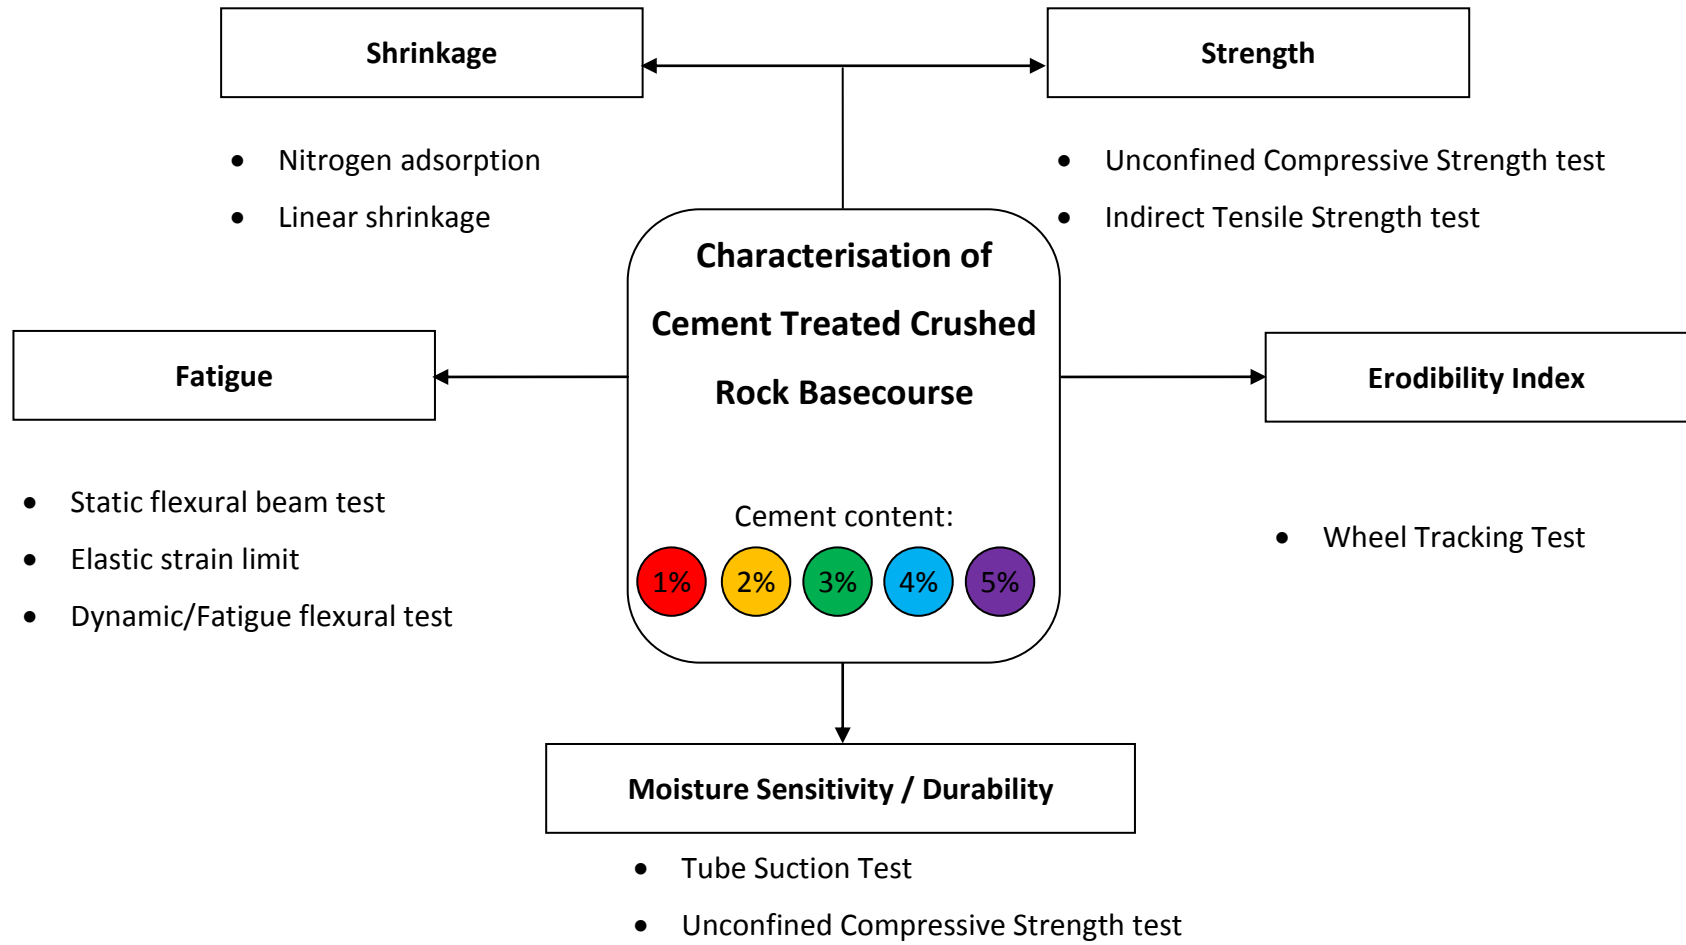 Shrinkage
Strength
• Nitrogen adsorption
• Linear shrinkage
• Unconfined Compressive Strength test
• Indirect Tensile Strength test
Characterisation of
Cement Treated Crushed
Rock Basecourse
Fatigue
Erodibility Index
• Static flexural beam test
• Elastic strain limit
• Dynamic/Fatigue flexural test
Cement content:
1% 2% 3% 4% 5%
• Wheel Tracking Test
Moisture Sensitivity / Durability
• Tube Suction Test
• Unconfined Compressive Strength test